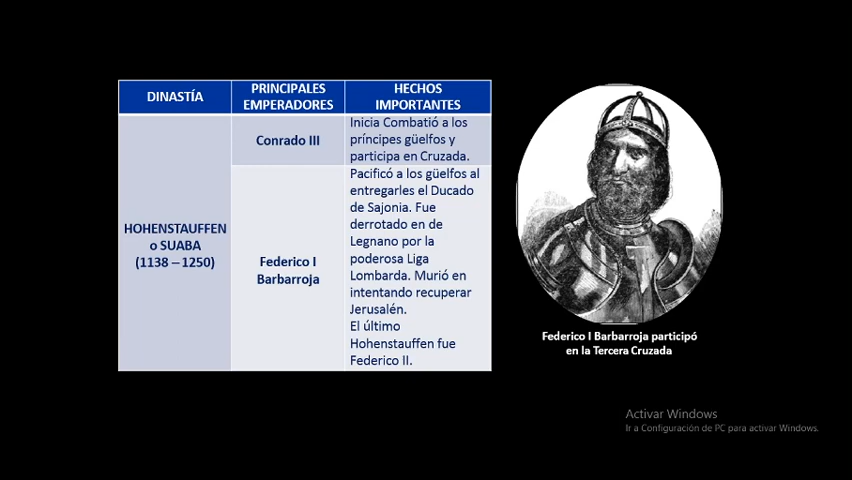 DINASTÍA
PRINCIPALES
EMPERADORES
HECHOS
IMPORTANTES
HOHENSTAUFFEN
o SUABA
(1138 – 1250)
Conrado III
Inicia Combatió a los
príncipes güelfos y
participa en Cruzada.
Federico I
Barbarroja
Pacificó a los güelfos al
entregarles el Ducado
de Sajonia. Fue
derrotado en de
Legnano por la
poderosa Liga
Lombarda. Murió en
intentando recuperar
Jerusalén.
El último
Hohenstauffen fue
Federico II.
Federico I Barbarroja participó
en la Tercera Cruzada
Activar Windows
Ir a Configuración de PC para activar Windows.